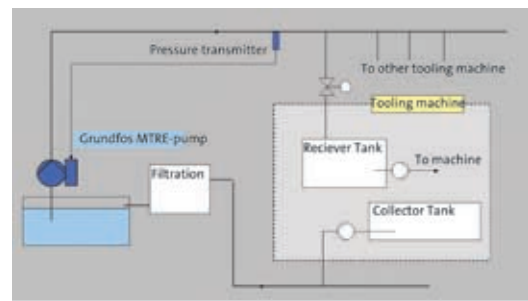 Pressure transmitter
To other tooling machine
Tooling machine
Grundfos MTRE-pump
Reciever Tank
To machine
Filtration
Collector Tank